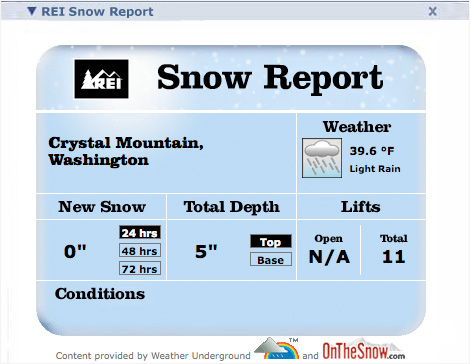 REI Snow Report X
REI Snow Report
Crystal Mountain,
Washington
Weather
39.6 °F
Light Rain
New Snow
0"
24 hrs
48 hrs
72 hrs
Total Depth
5"
Top
Base
Lifts
Open
N/A
Total
11
Conditions
Content provided by Weather Underground ™ and OnTheSnow.com